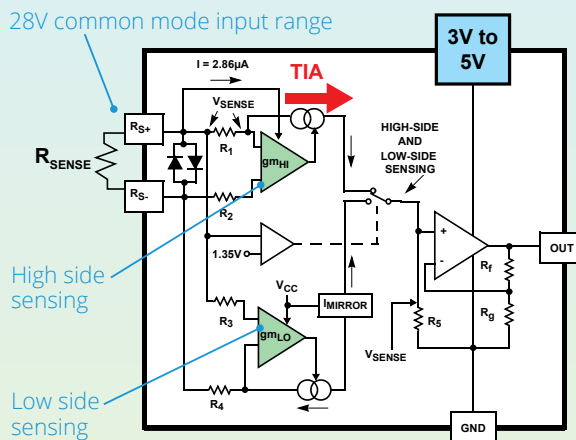 28V common mode input range
3V to
5V
I = 2.86µA
TIA
VSENSE
RS+
R1
gmHI
HIGH-SIDE
AND
LOW-SIDE
SENSING
RSENSE
RS-
R2
+
-
OUT
1.35V
Rf
High side
sensing
VCC
IMIRROR
R3
gmLO
R5
Rg
VSENSE
Low side
sensing
R4
GND